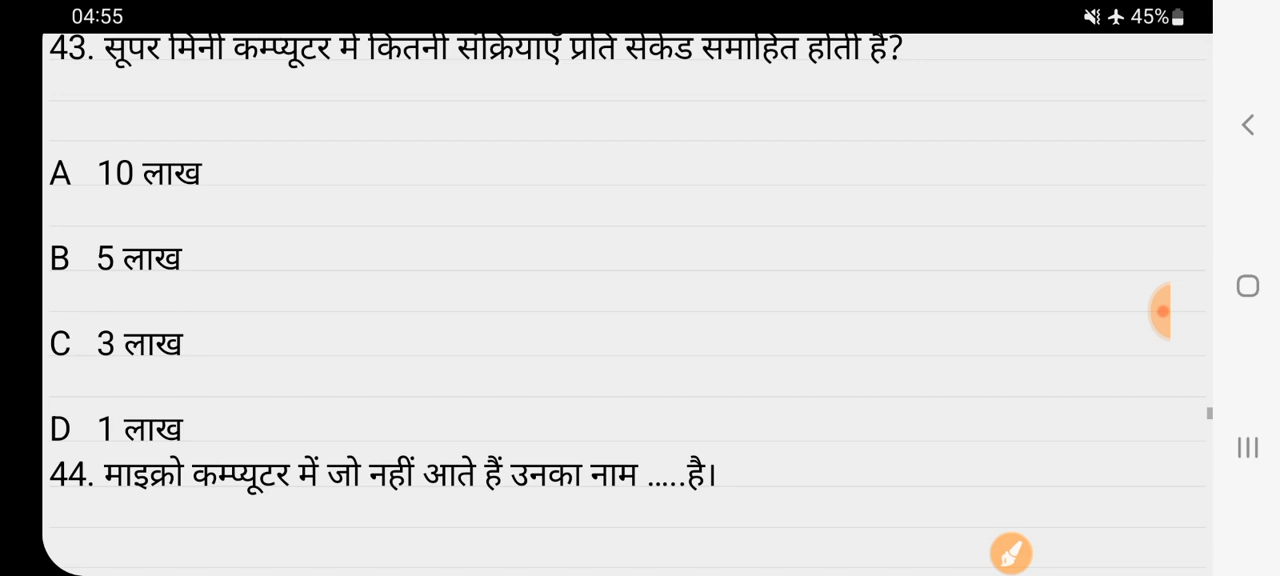 04:55
45%
43. सूपर मिनी कम्प्यूटर में कितनी संक्रियाएँ प्रति सेकेंड समाहित होती है?
A 10 लाख
B 5 लाख
C 3 लाख
D 1 लाख
44. माइक्रो कम्प्यूटर में जो नहीं आते हैं उनका नाम .....है।